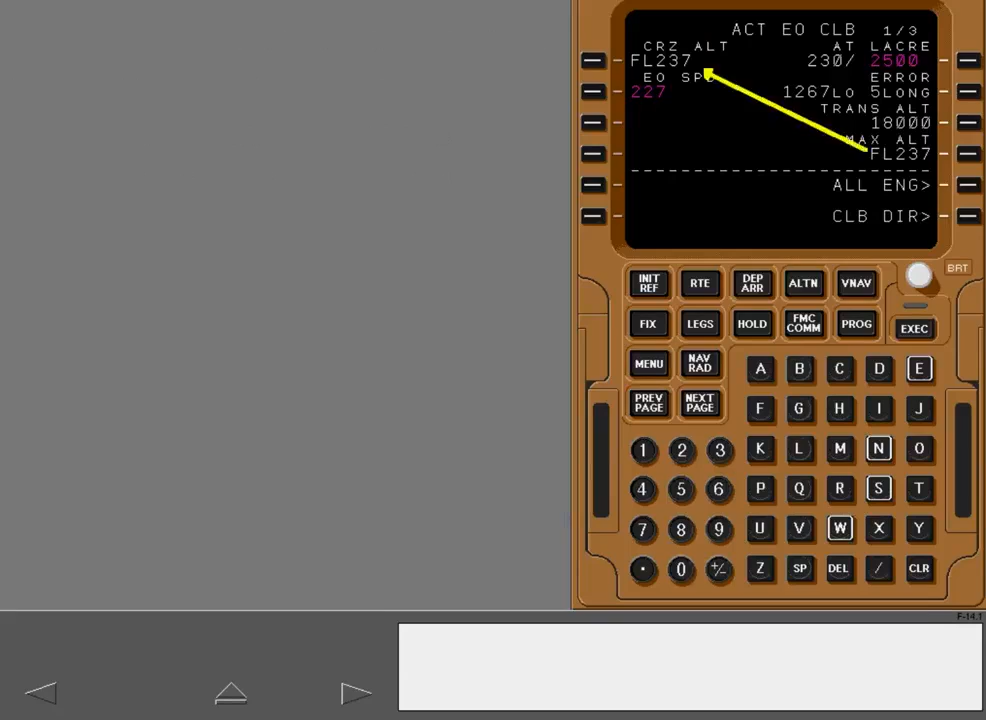 ACT EO CLB 1/3
CRZ ALT AT LACRE
FL237 230/ 2500
EO SPD ERROR
227 1267LO 5LONG
TRANS ALT
18000
MAX ALT
FL237
ALL ENG>
CLB DIR>
BRT
INIT REF RTE DEP ARR ALTN VNAV
FIX LEGS HOLD FMC COMM PROG EXEC
MENU NAV RAD A B C D E
PREV PAGE NEXT PAGE F G H I J
1 2 3 K L M N O
4 5 6 P Q R S T
7 8 9 U V W X Y
. 0 +/- Z SP DEL / CLR
F-14.1